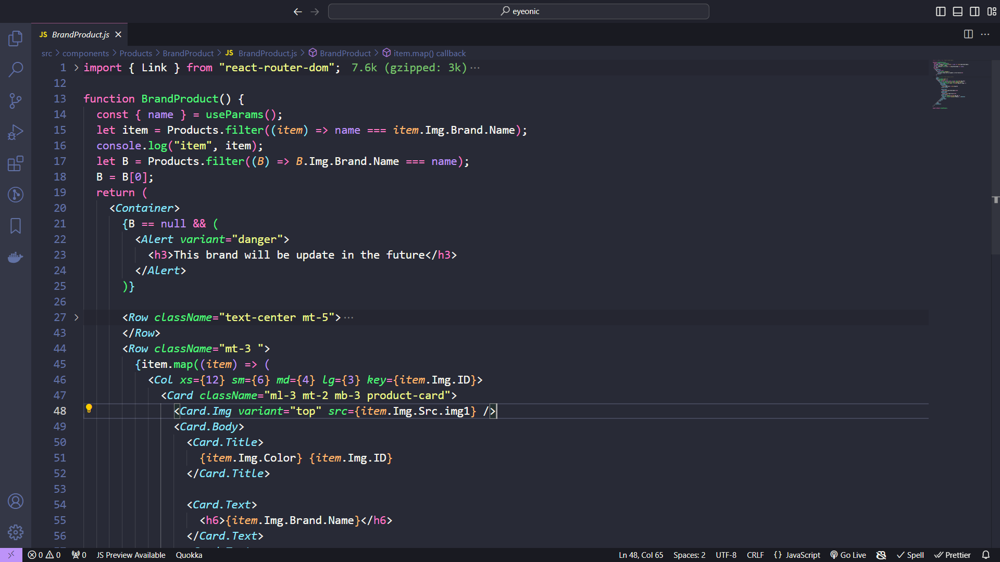 eyeonic
JS BrandProduct.js
src > components > Products > BrandProduct > JS BrandProduct.js > BrandProduct > item.map() callback
1 import { Link } from "react-router-dom"; 7.6k (gzipped: 3k) ···
12
13 function BrandProduct() {
14 const { name } = useParams();
15 let item = Products.filter((item) => name === item.Img.Brand.Name);
16 console.log("item", item);
17 let B = Products.filter((B) => B.Img.Brand.Name === name);
18 B = B[0];
19 return (
20 <Container>
21 {B == null && (
22 <Alert variant="danger">
23 <h3>This brand will be update in the future</h3>
24 </Alert>
25 )}
26
27 <Row className="text-center mt-5"> ···
43 </Row>
44 <Row className="mt-3 ">
45 {item.map((item) => (
46 <Col xs={12} sm={6} md={4} lg={3} key={item.Img.ID}>
47 <Card className="ml-3 mt-2 mb-3 product-card">
48 <Card.Img variant="top" src={item.Img.Src.img1} />
49 <Card.Body>
50 <Card.Title>
51 {item.Img.Color} {item.Img.ID}
52 </Card.Title>
53
54 <Card.Text>
55 <h6>{item.Img.Brand.Name}</h6>
56 </Card.Text>
0 0 0 JS Preview Available Quokka Ln 48, Col 65 Spaces: 2 UTF-8 CRLF {} JavaScript Go Live Spell Prettier